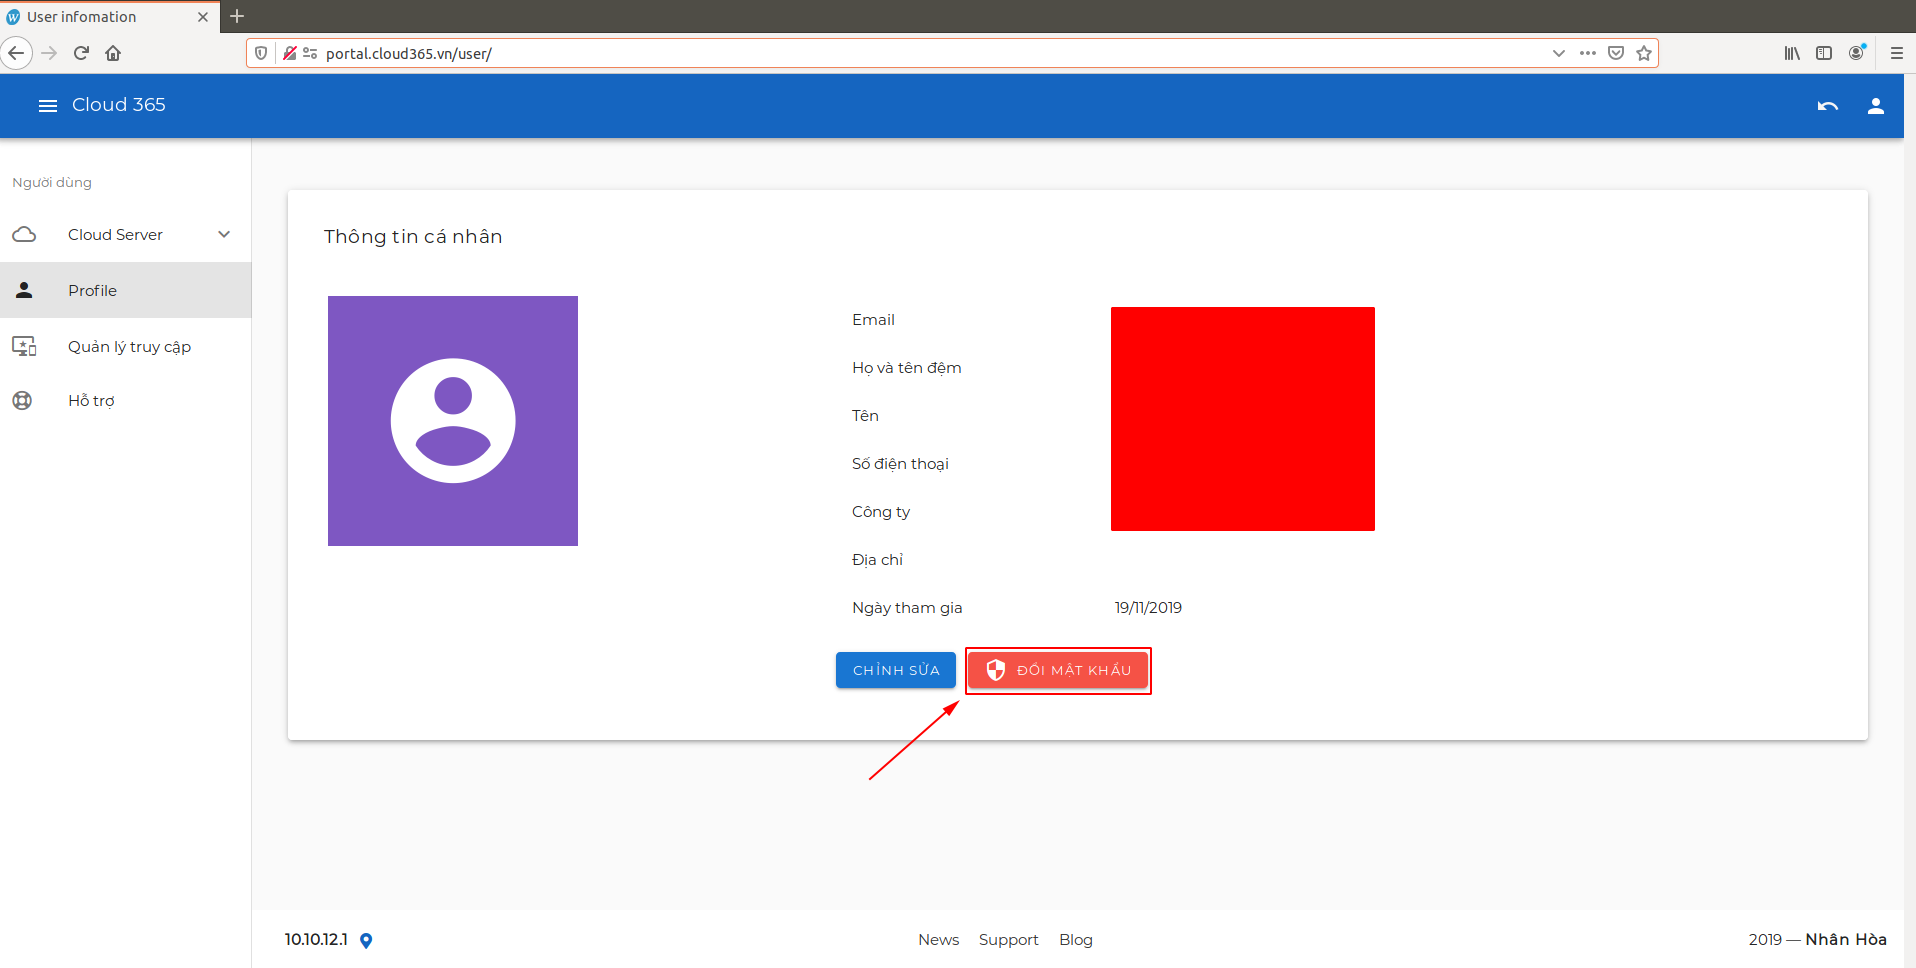 User infomation
portal.cloud365.vn/user/
Cloud 365
Người dùng
Cloud Server
Profile
Quản lý truy cập
Hỗ trợ
Thông tin cá nhân
Email
Họ và tên đệm
Tên
Số điện thoại
Công ty
Địa chỉ
Ngày tham gia 19/11/2019
CHỈNH SỬA ĐỔI MẬT KHẨU
10.10.12.1 News Support Blog 2019 — Nhân Hòa